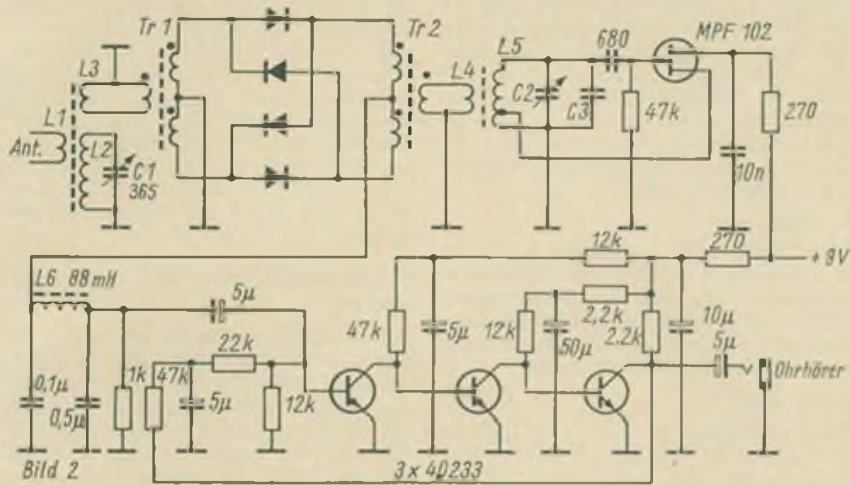 Tr 1
Tr 2
MPF 102
L3
L1
Ant.
L2
C1
365
L4
L5
680
C2
C3
47k
270
10n
12k
270
+9V
L6 88mH
5µ
47k
5µ
12k
2,2k
50µ
2,2k
10µ
5µ
Ohrhörer
22k
0,1µ
0,5µ
1k
47k
5µ
12k
Bild 2
3 x 40233